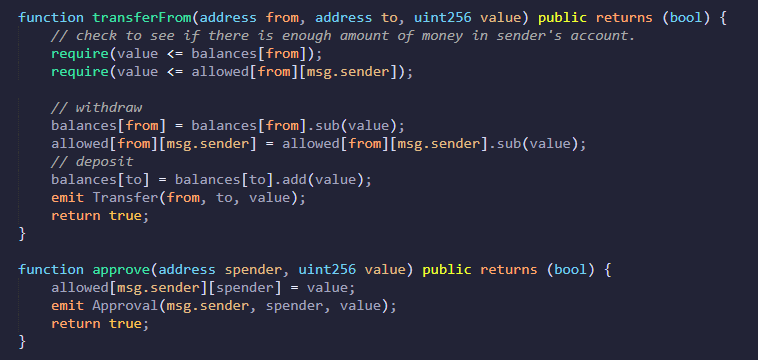 function transferFrom(address from, address to, uint256 value) public returns (bool) {
    // check to see if there is enough amount of money in sender's account.
    require(value <= balances[from]);
    require(value <= allowed[from][msg.sender]);

    // withdraw
    balances[from] = balances[from].sub(value);
    allowed[from][msg.sender] = allowed[from][msg.sender].sub(value);
    // deposit
    balances[to] = balances[to].add(value);
    emit Transfer(from, to, value);
    return true;
}

function approve(address spender, uint256 value) public returns (bool) {
    allowed[msg.sender][spender] = value;
    emit Approval(msg.sender, spender, value);
    return true;
}